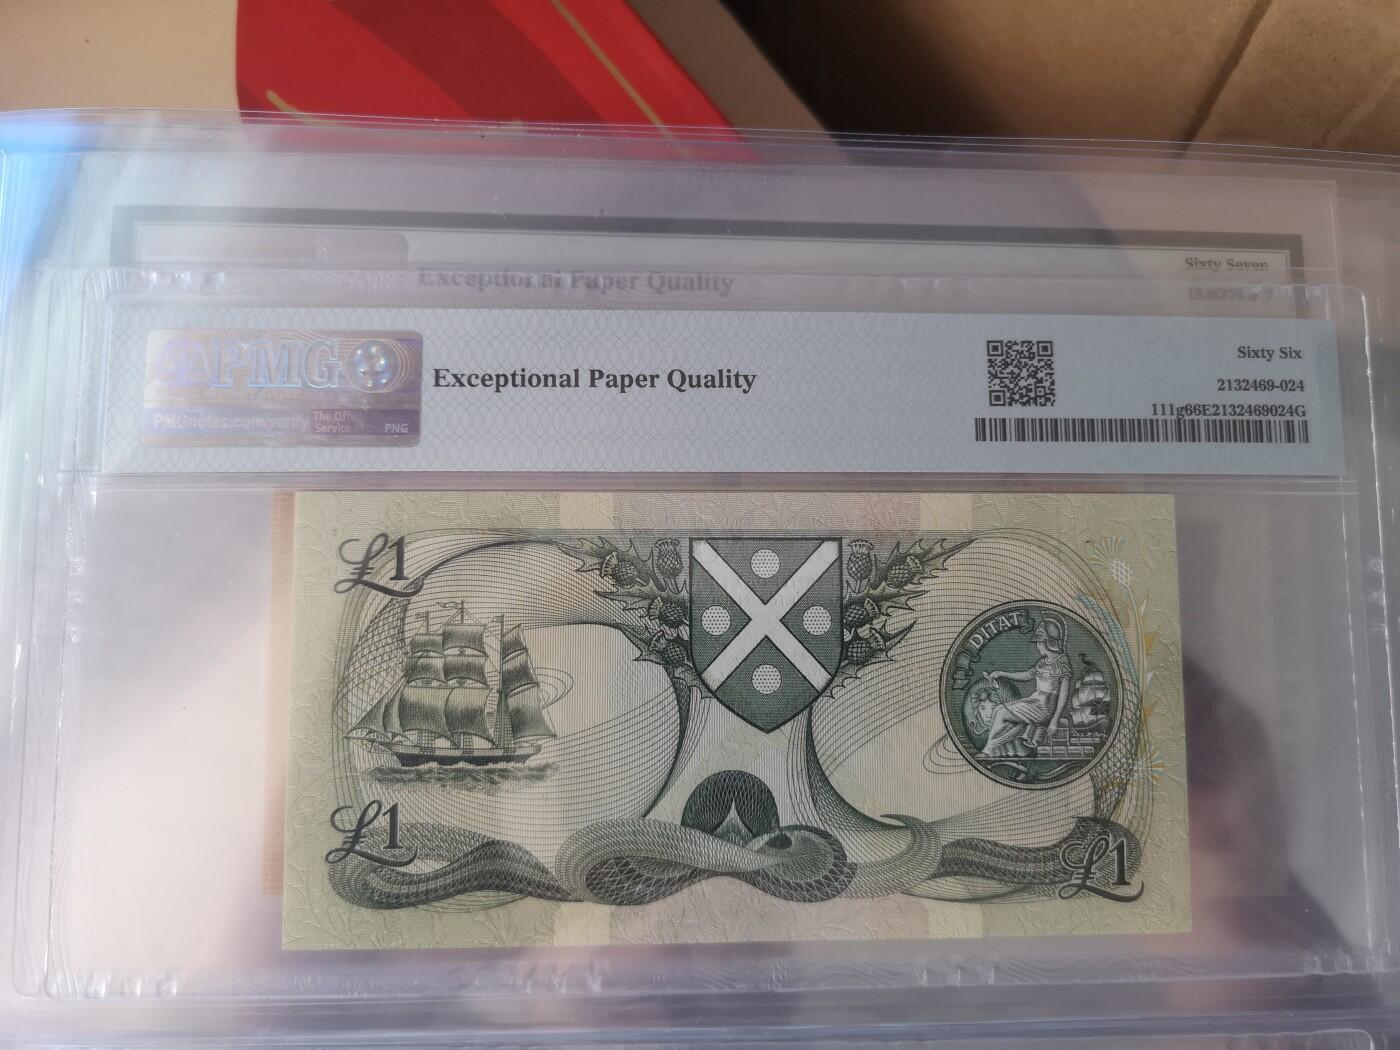 Exceptional Paper Quality
Sixty Seven
PMG
PMGnotes.com/verify
The Offic
Service
PNG
Exceptional Paper Quality
Sixty Six
2132469-024
111g66E2132469024G
£1
DITAT
£1
£1